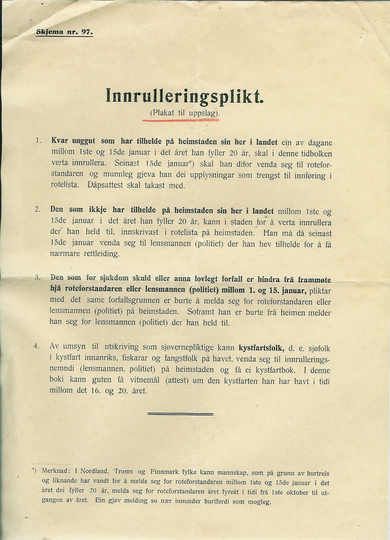 Skjema nr. 97.
Innrulleringsplikt.
(Plakat til uppslag).
1. Kvar unggut som har tilhelde på heimstaden sin her i landet ein av dagane
millom 1ste og 15de januar i det året han fyller 20 år, skal i denne tidbolken
verta innrullera. Seinast 15de januar*) skal han difor venda seg til rotefor-
standaren og munnleg gjeva han dei upplysningar som trengst til innføring i
rotelista. Dåpsattest skal takast med.
2. Den som ikkje har tilhelde på heimstaden sin her i landet millom 1ste og
15de januar i det året han fyller 20 år, kann i staden for å verta innrullera
der han held til, innskrivast i rotelista på heimstaden. Han må då seinast
15de januar venda seg til lensmannen (politiet) der han hev tilhelde for å få
nærmare rettleiding.
3. Den som for sjukdom skuld eller anna lovlegt forfall er hindra frå frammøte
hjå roteforstandaren eller lensmannen (politiet) millom 1. og 15. januar, pliktar
med det same forfallsgrunnen er burte å melda seg for roteforstandaren eller
lensmannen (politiet) på heimstaden. Soframt han er burte frå heimen melder
han seg for lensmannen (politiet) der han held til.
4. Av umsyn til utskriving som sjøvernepliktige kann kystfartsfolk, d. e. sjøfolk
i kystfart innanriks, fiskarar og fangstfolk på havet, venda seg til innrullerings-
nemedi (lensmannen, politiet) på heimstaden og få ei kystfartbok. I denne
boki kann guten få vitnemål (attest) um den kystfarten han har havt i tidi
millom det 16. og 20. året.
*) Merknad: I Nordland, Troms og Finnmark fylke kann mannskap, som på grunn av burtreis
og liknande har vandt for å melda seg for roteforstandaren millom 1ste og 15de januar i det
året dei fyller 20 år, melda seg for roteforstandaren året fyreit i tidi frå 1ste oktober til ut-
gangen av året. Ein gjev melding so nær innunder burtferdi som mogleg.